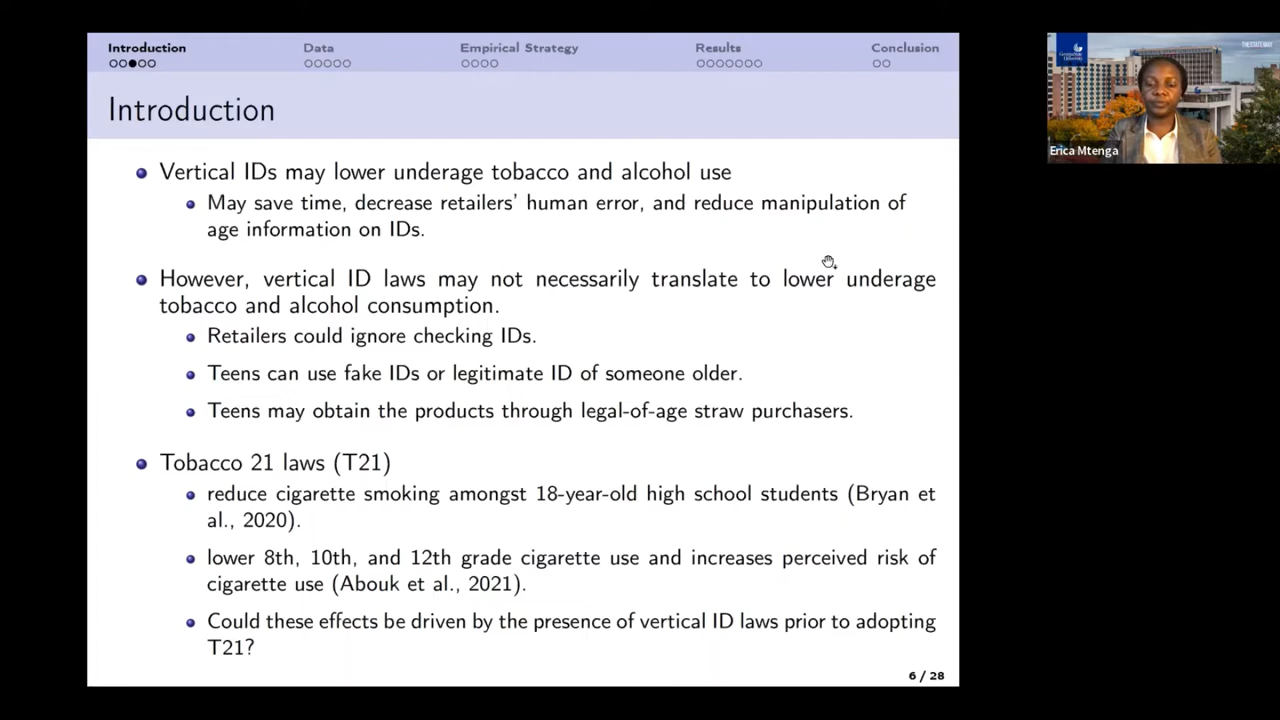 Introduction Data Empirical Strategy Results Conclusion
Introduction
Vertical IDs may lower underage tobacco and alcohol use
May save time, decrease retailers' human error, and reduce manipulation of
age information on IDs.
However, vertical ID laws may not necessarily translate to lower underage
tobacco and alcohol consumption.
Retailers could ignore checking IDs.
Teens can use fake IDs or legitimate ID of someone older.
Teens may obtain the products through legal-of-age straw purchasers.
Tobacco 21 laws (T21)
reduce cigarette smoking amongst 18-year-old high school students (Bryan et
al., 2020).
lower 8th, 10th, and 12th grade cigarette use and increases perceived risk of
cigarette use (Abouk et al., 2021).
Could these effects be driven by the presence of vertical ID laws prior to adopting
T21?
6 / 28
Erica Mtenga